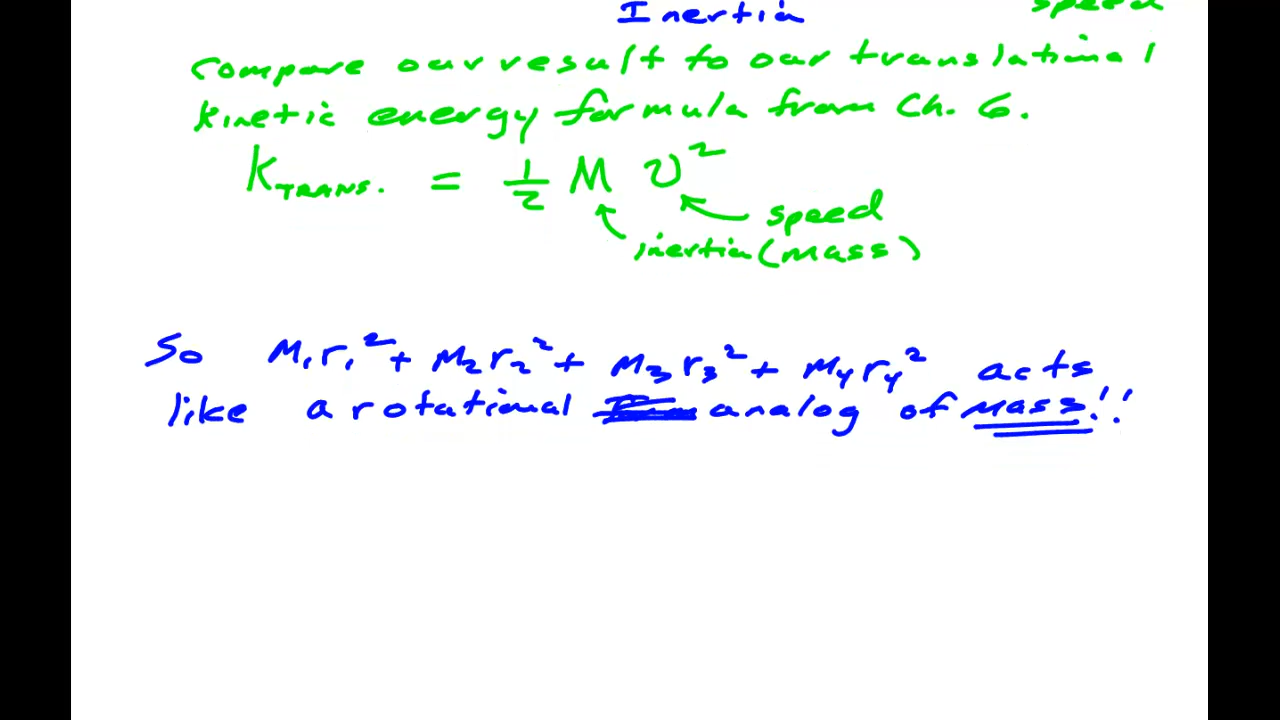 Inertia speed
compare our result to our translational
kinetic energy formula from Ch. 6.
K_TRANS. = 1/2 M v²
speed
inertia (mass)
So M₁r₁² + M₂r₂² + M₃r₃² + M₄r₄² acts
like a rotational analog of mass!!